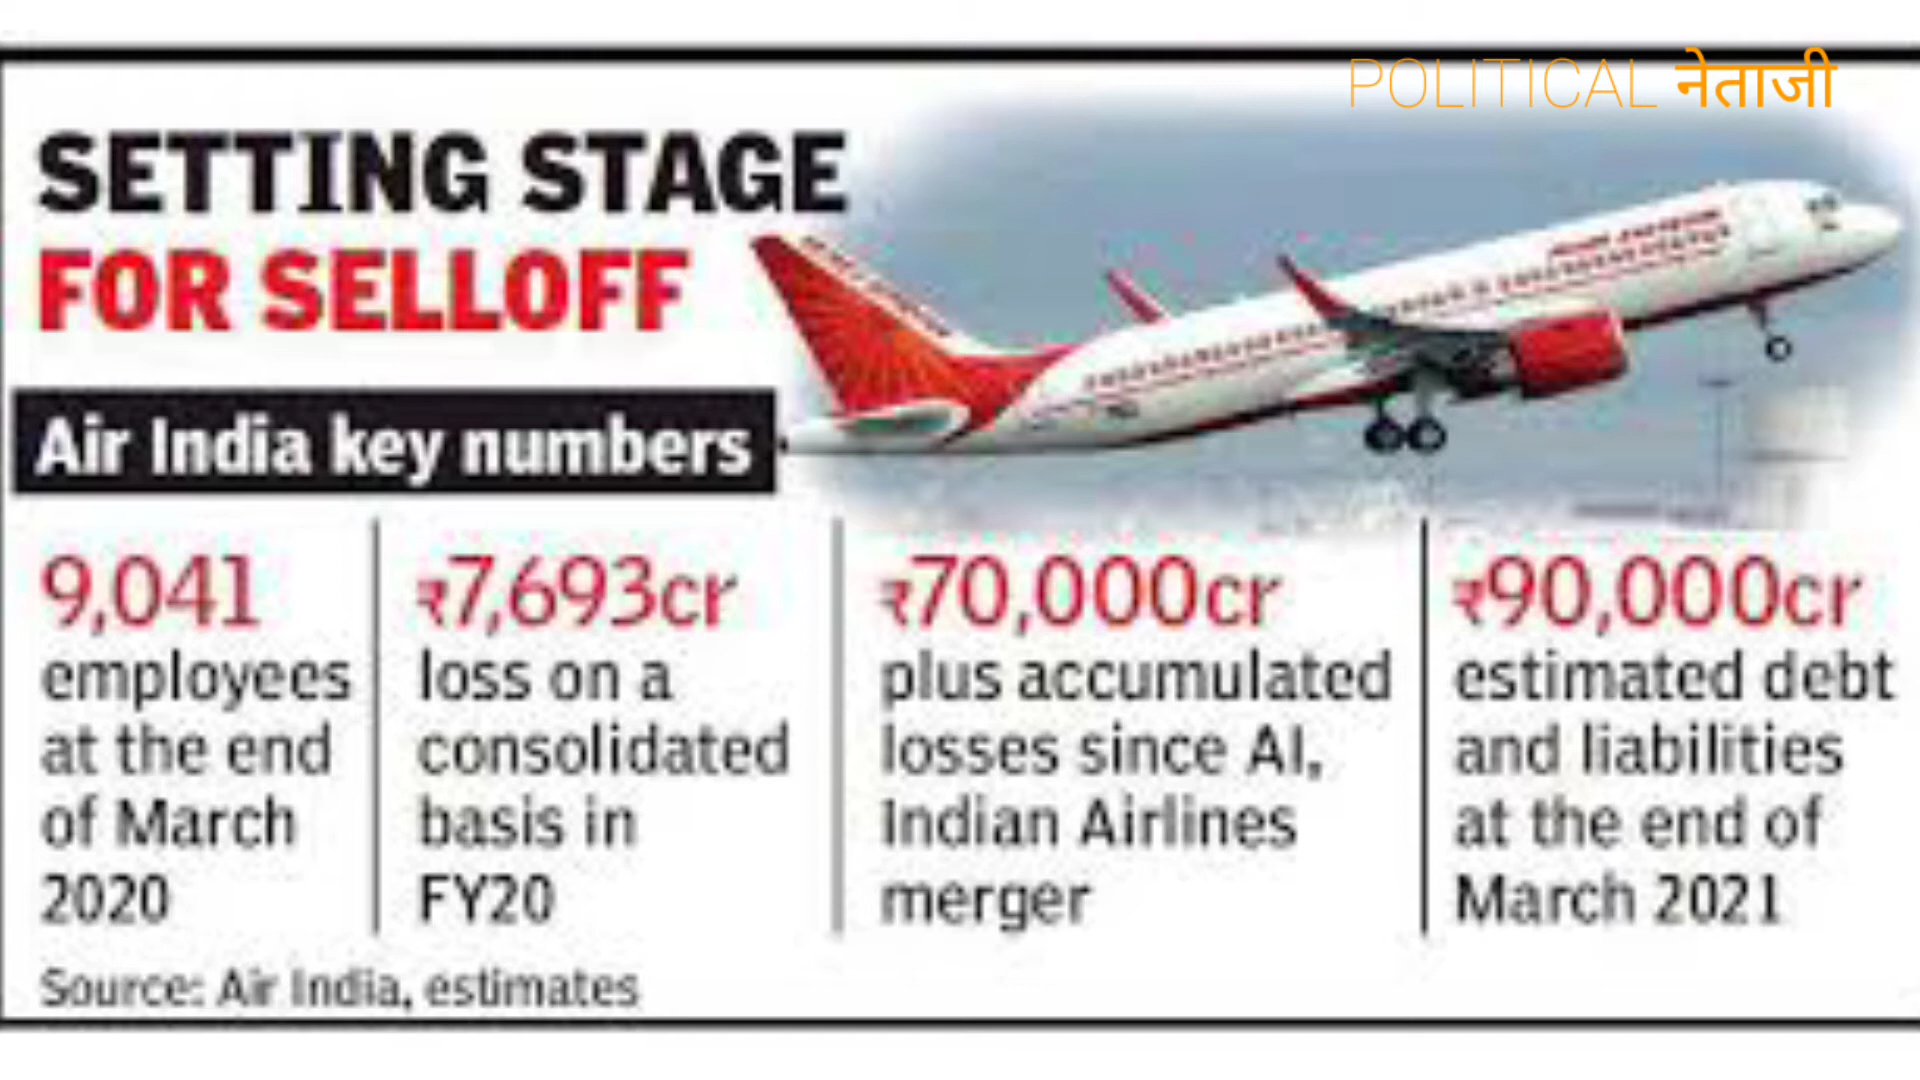 POLITICAL नेताजी
SETTING STAGE
FOR SELLOFF
Air India key numbers
9,041
employees
at the end
of March
2020
₹7,693cr
loss on a
consolidated
basis in
FY20
₹70,000cr
plus accumulated
losses since AI,
Indian Airlines
merger
₹90,000cr
estimated debt
and liabilities
at the end of
March 2021
Source: Air India, estimates